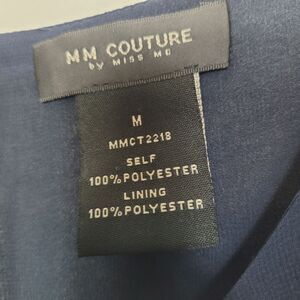 MM COUTURE
by MISS ME
M
MMCT2218
SELF
100% POLYESTER
LINING
100% POLYESTER